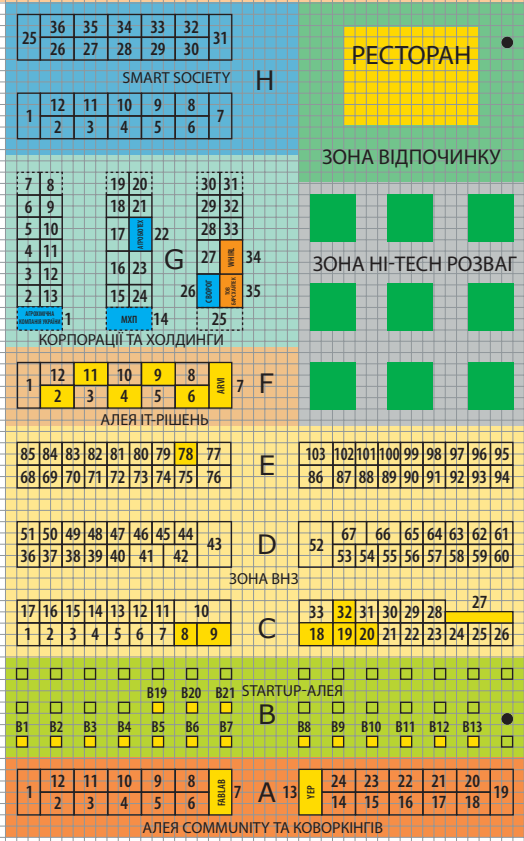 36 35 34 33 32
25 31
26 27 28 29 30
SMART SOCIETY
H
12 11 10 9 8
1 7
2 3 4 5 6
РЕСТОРАН
ЗОНА ВІДПОЧИНКУ
7 8 19 20 30 31
6 9 18 21 29 32
5 10 17 22 28 33
4 11 G 27 WHIRL 34
3 12 16 23 26 СВОРОГ 35
2 13 15 24 25
АГРОХІМІЧНА
КОМПАНІЯ УКРАЇНИ 1
МХП 14
КОРПОРАЦІЇ ТА ХОЛДИНГИ
ЗОНА HI-TECH РОЗВАГ
12 11 10 9 8
1 ARVI 7 F
2 3 4 5 6
АЛЕЯ ІТ-РІШЕНЬ
85 84 83 82 81 80 79 78 77
68 69 70 71 72 73 74 75 76
E
103 102 101 100 99 98 97 96 95
86 87 88 89 90 91 92 93 94
51 50 49 48 47 46 45 44
43
36 37 38 39 40 41 42
D
67 66 65 64 63 62 61
52
53 54 55 56 57 58 59 60
ЗОНА ВНЗ
17 16 15 14 13 12 11 10
1 2 3 4 5 6 7 8 9
C
33 32 31 30 29 28 27
18 19 20 21 22 23 24 25 26
B19 B20 B21 STARTUP-АЛЕЯ
B
B1 B2 B3 B4 B5 B6 B7 B8 B9 B10 B11 B12 B13
12 11 10 9 8
1 FABLAB 7
2 3 4 5 6
A
13 YEP 24 23 22 21 20
19
14 15 16 17 18
АЛЕЯ COMMUNITY ТА КОВОРКІНГІВ